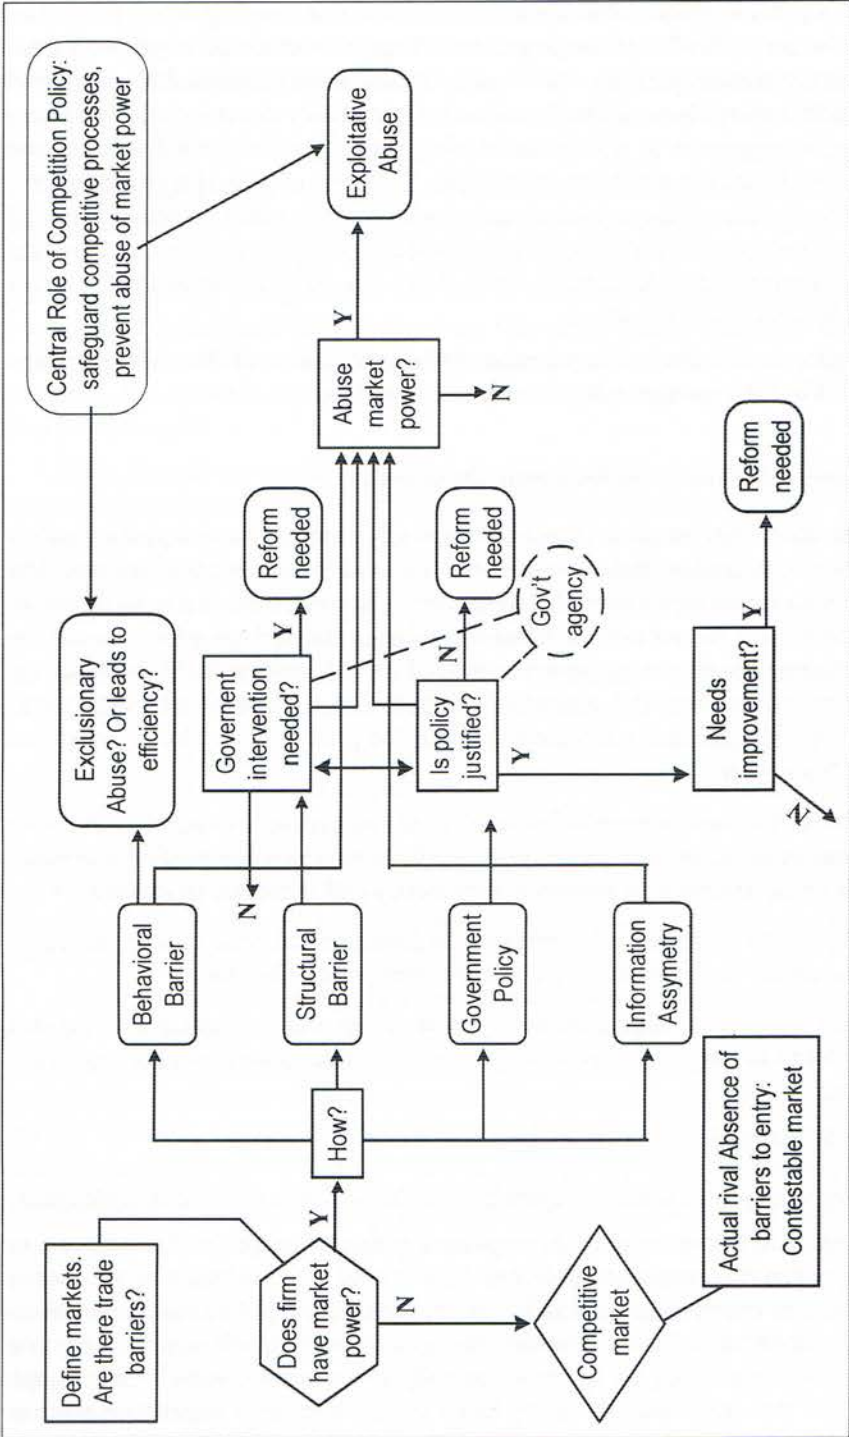 Central Role of Competition Policy:
safeguard competitive processes,
prevent abuse of market power
Define markets.
Are there trade
barriers?
Does firm
have market
power?
Y
N
How?
Competitive
market
Actual rival Absence of
barriers to entry:
Contestable market
Behavioral
Barrier
Structural
Barrier
Government
Policy
Information
Assymetry
Exclusionary
Abuse? Or leads to
efficiency?
Governent
intervention
needed?
N
Y
Reform
needed
Is policy
justified?
N
Y
Reform
needed
Gov't
agency
Needs
improvement?
Y
N
Reform
needed
Abuse
market
power?
Y
N
Exploitative
Abuse